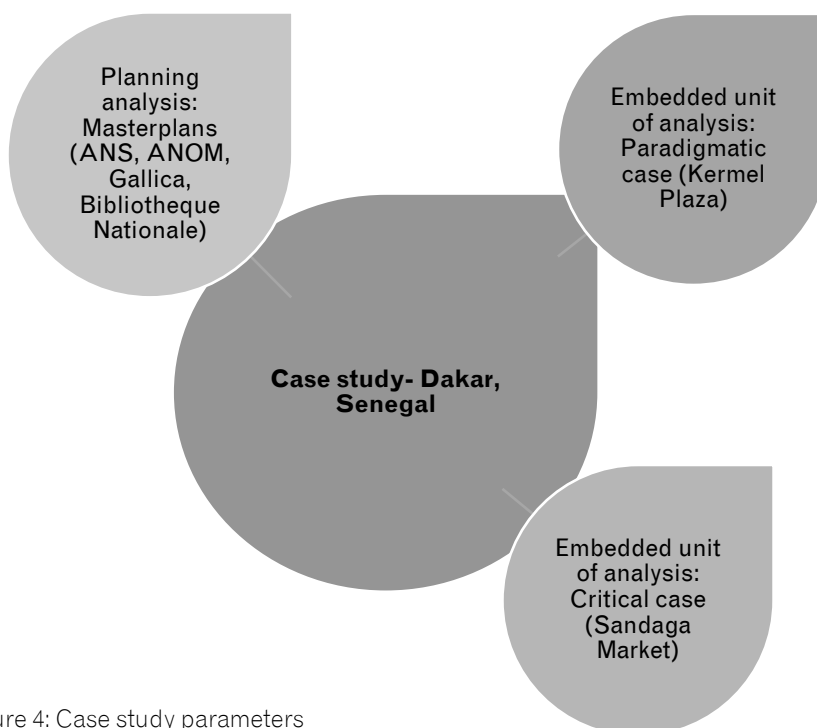 Planning
analysis:
Masterplans
(ANS, ANOM,
Gallica,
Bibliotheque
Nationale)
Embedded unit
of analysis:
Paradigmatic
case (Kermel
Plaza)
Case study- Dakar,
Senegal
Embedded unit
of analysis:
Critical case
(Sandaga
Market)
ure 4: Case study parameters